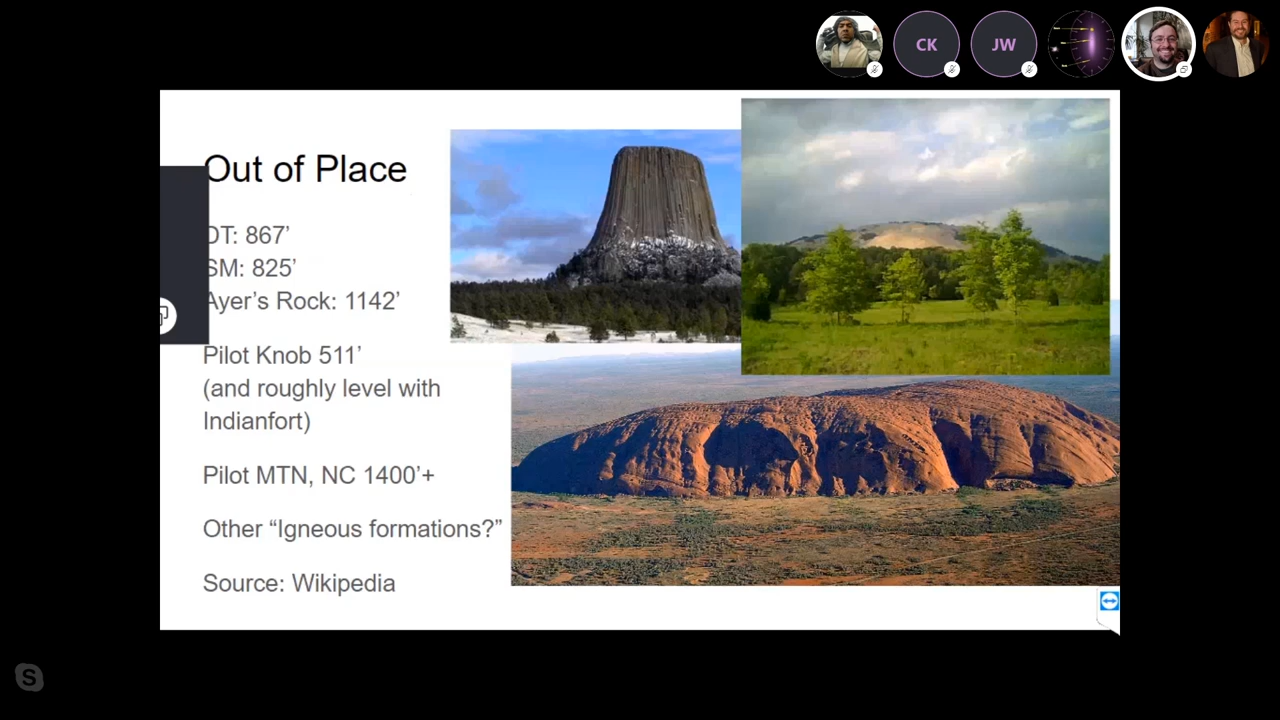 CK
JW
Out of Place
DT: 867’
SM: 825’
Ayer’s Rock: 1142’
Pilot Knob 511’
(and roughly level with
Indianfort)
Pilot MTN, NC 1400’+
Other “Igneous formations?”
Source: Wikipedia
S